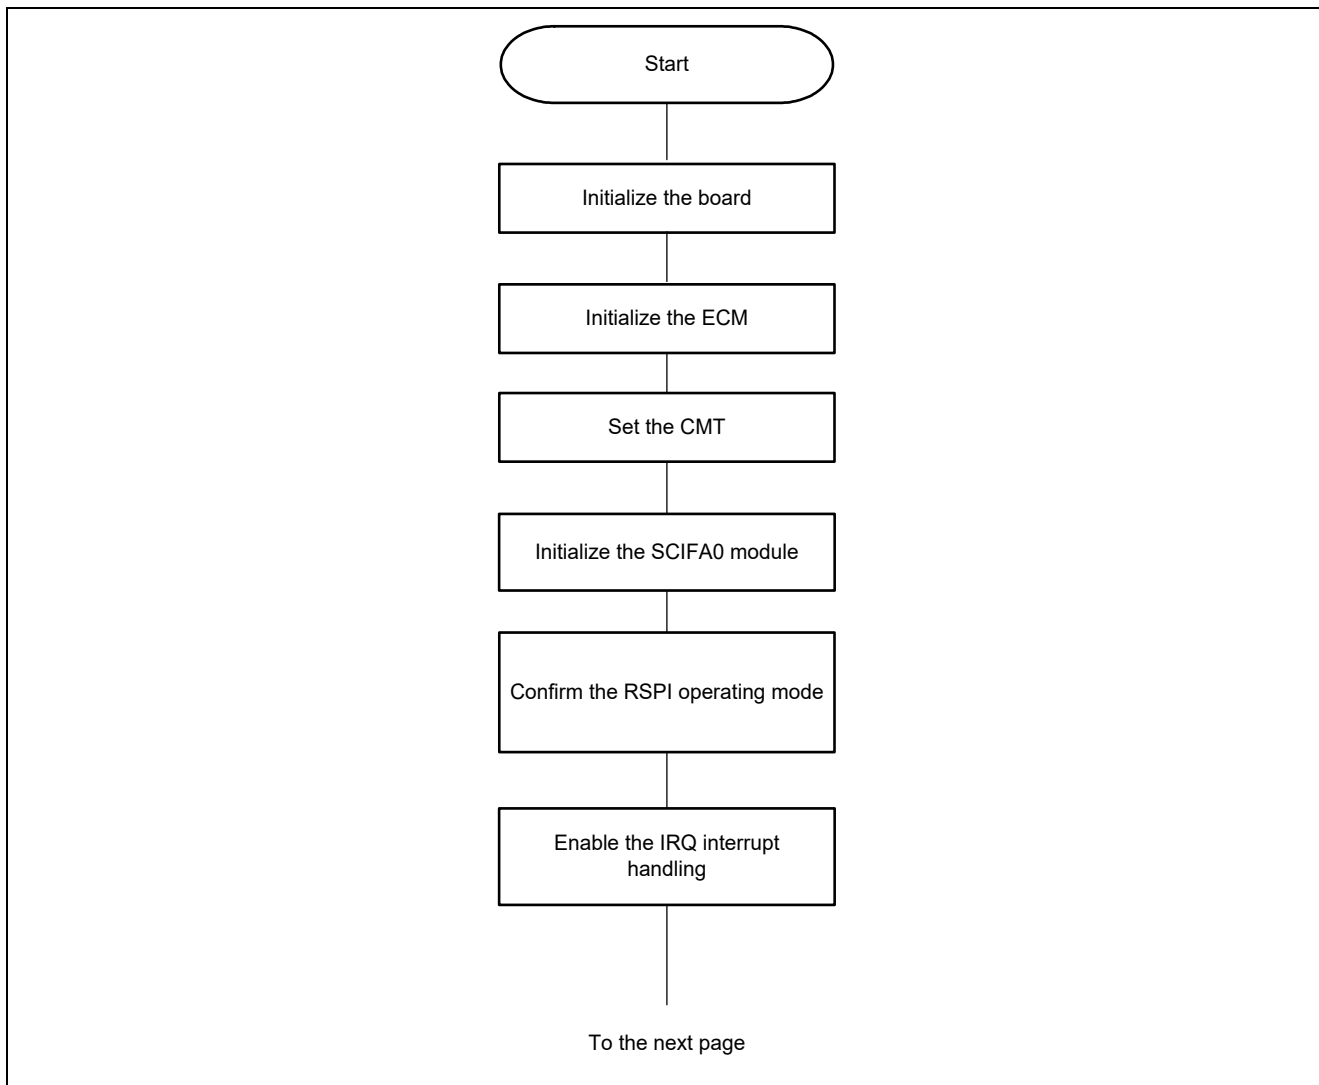 Start
Initialize the board
Initialize the ECM
Set the CMT
Initialize the SCIFA0 module
Confirm the RSPI operating mode
Enable the IRQ interrupt
handling
To the next page